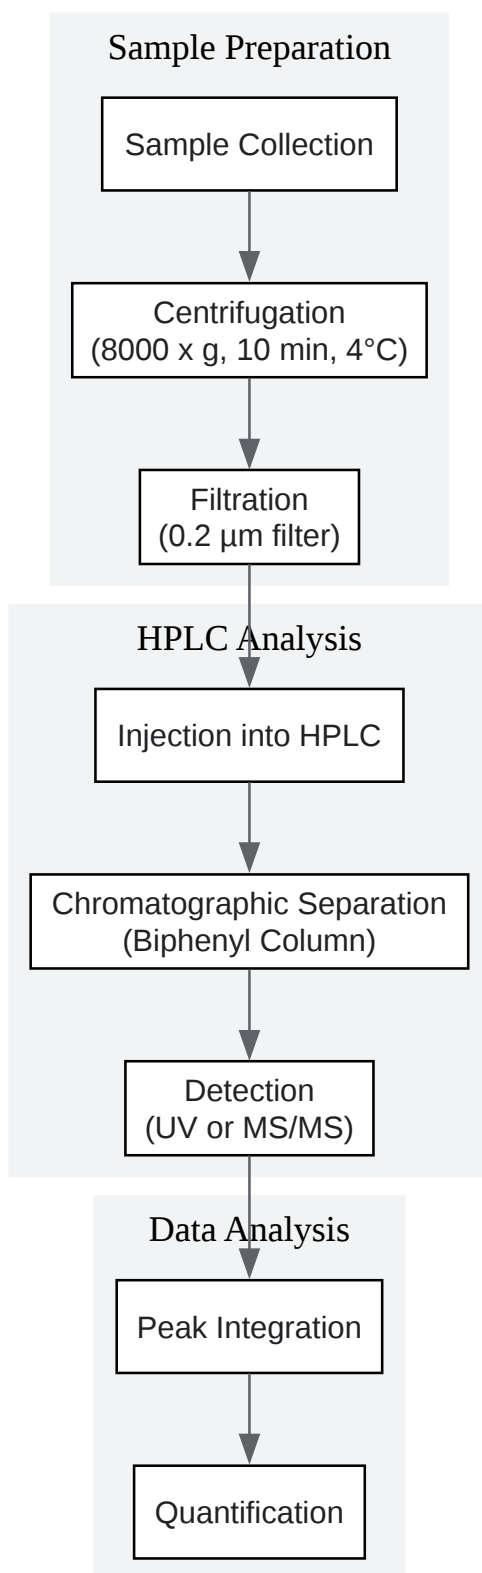 Sample Preparation
Sample Collection
Centrifugation
(8000 x g, 10 min, 4°C)
Filtration
(0.2 µm filter)
HPLC Analysis
Injection into HPLC
Chromatographic Separation
(Biphenyl Column)
Detection
(UV or MS/MS)
Data Analysis
Peak Integration
Quantification